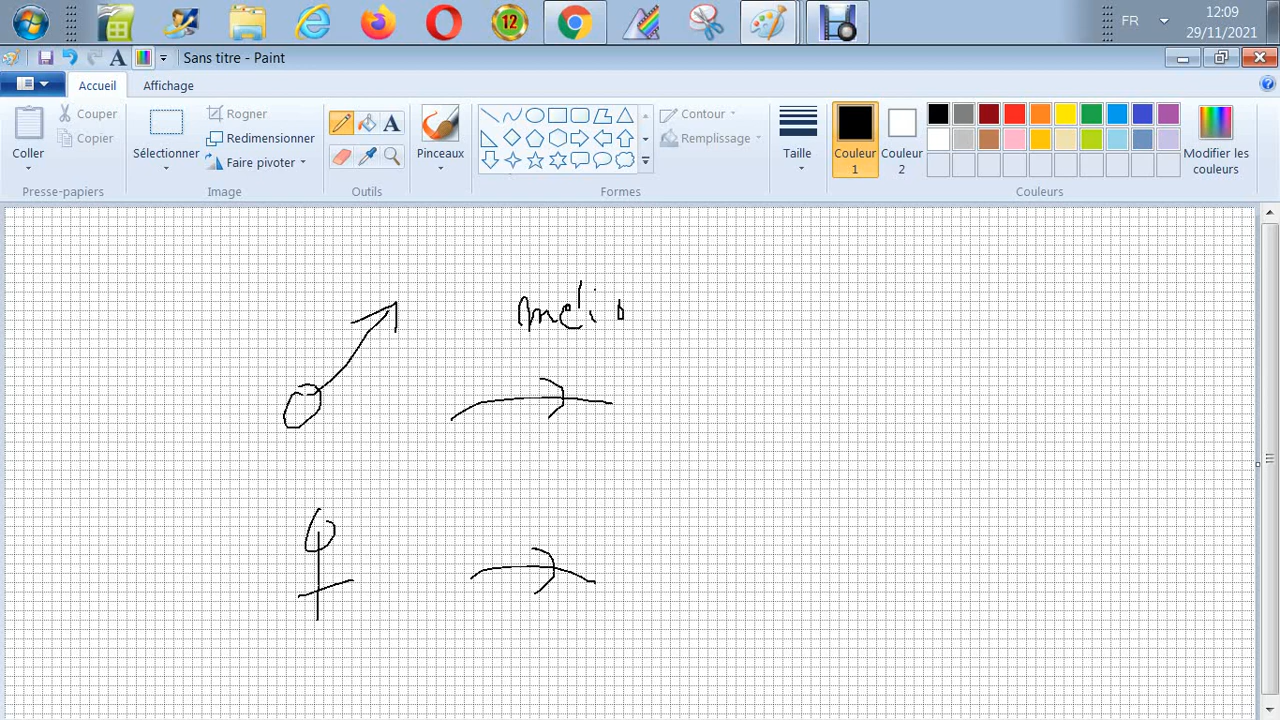 12
FR
12:09
29/11/2021
Sans titre - Paint
Accueil
Affichage
Coller
Couper
Copier
Presse-papiers
Sélectionner
Rogner
Redimensionner
Faire pivoter
Image
Outils
Pinceaux
Formes
Contour
Remplissage
Taille
Couleur 1
Couleur 2
Modifier les couleurs
Couleurs